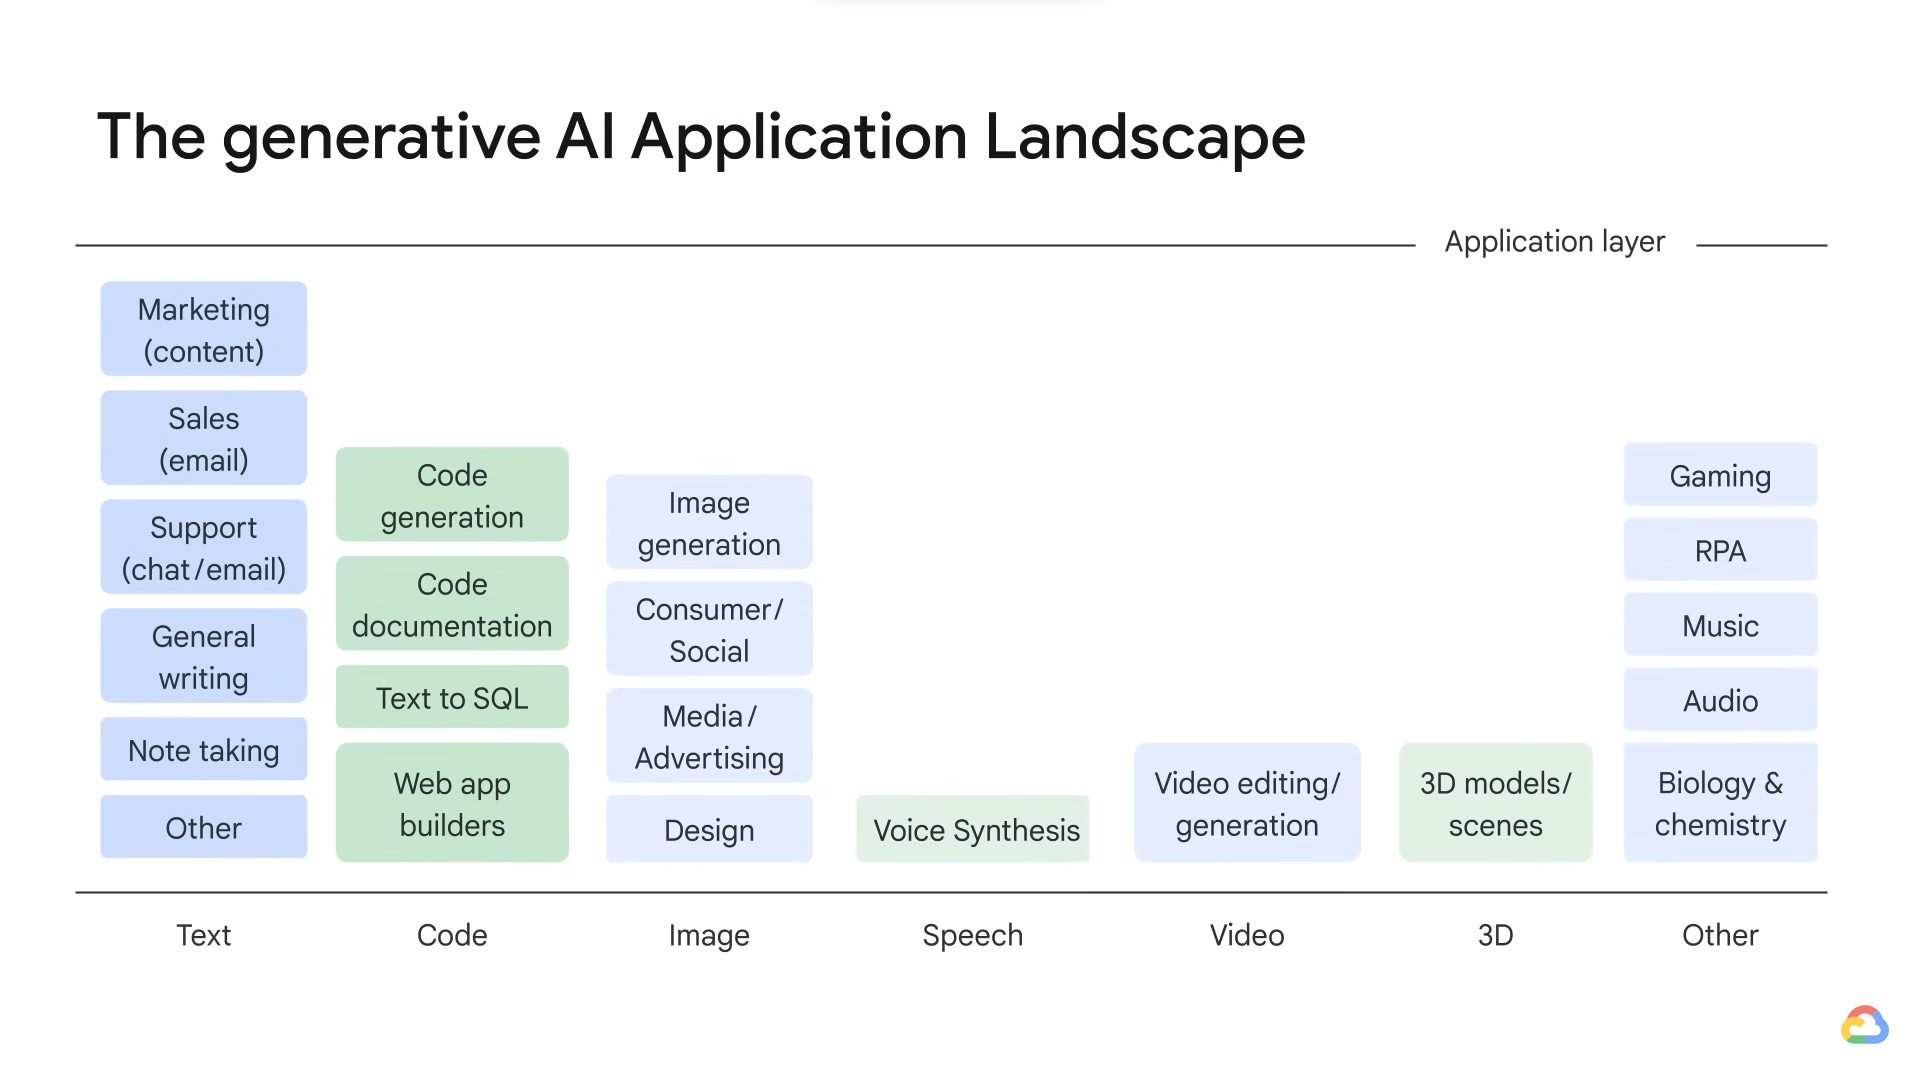 The generative AI Application Landscape
Application layer
Marketing
(content)
Sales
(email)
Support
(chat/email)
General
writing
Note taking
Other
Code
generation
Code
documentation
Text to SQL
Web app
builders
Image
generation
Consumer/
Social
Media/
Advertising
Design
Voice Synthesis
Video editing/
generation
3D models/
scenes
Gaming
RPA
Music
Audio
Biology &
chemistry
Text
Code
Image
Speech
Video
3D
Other